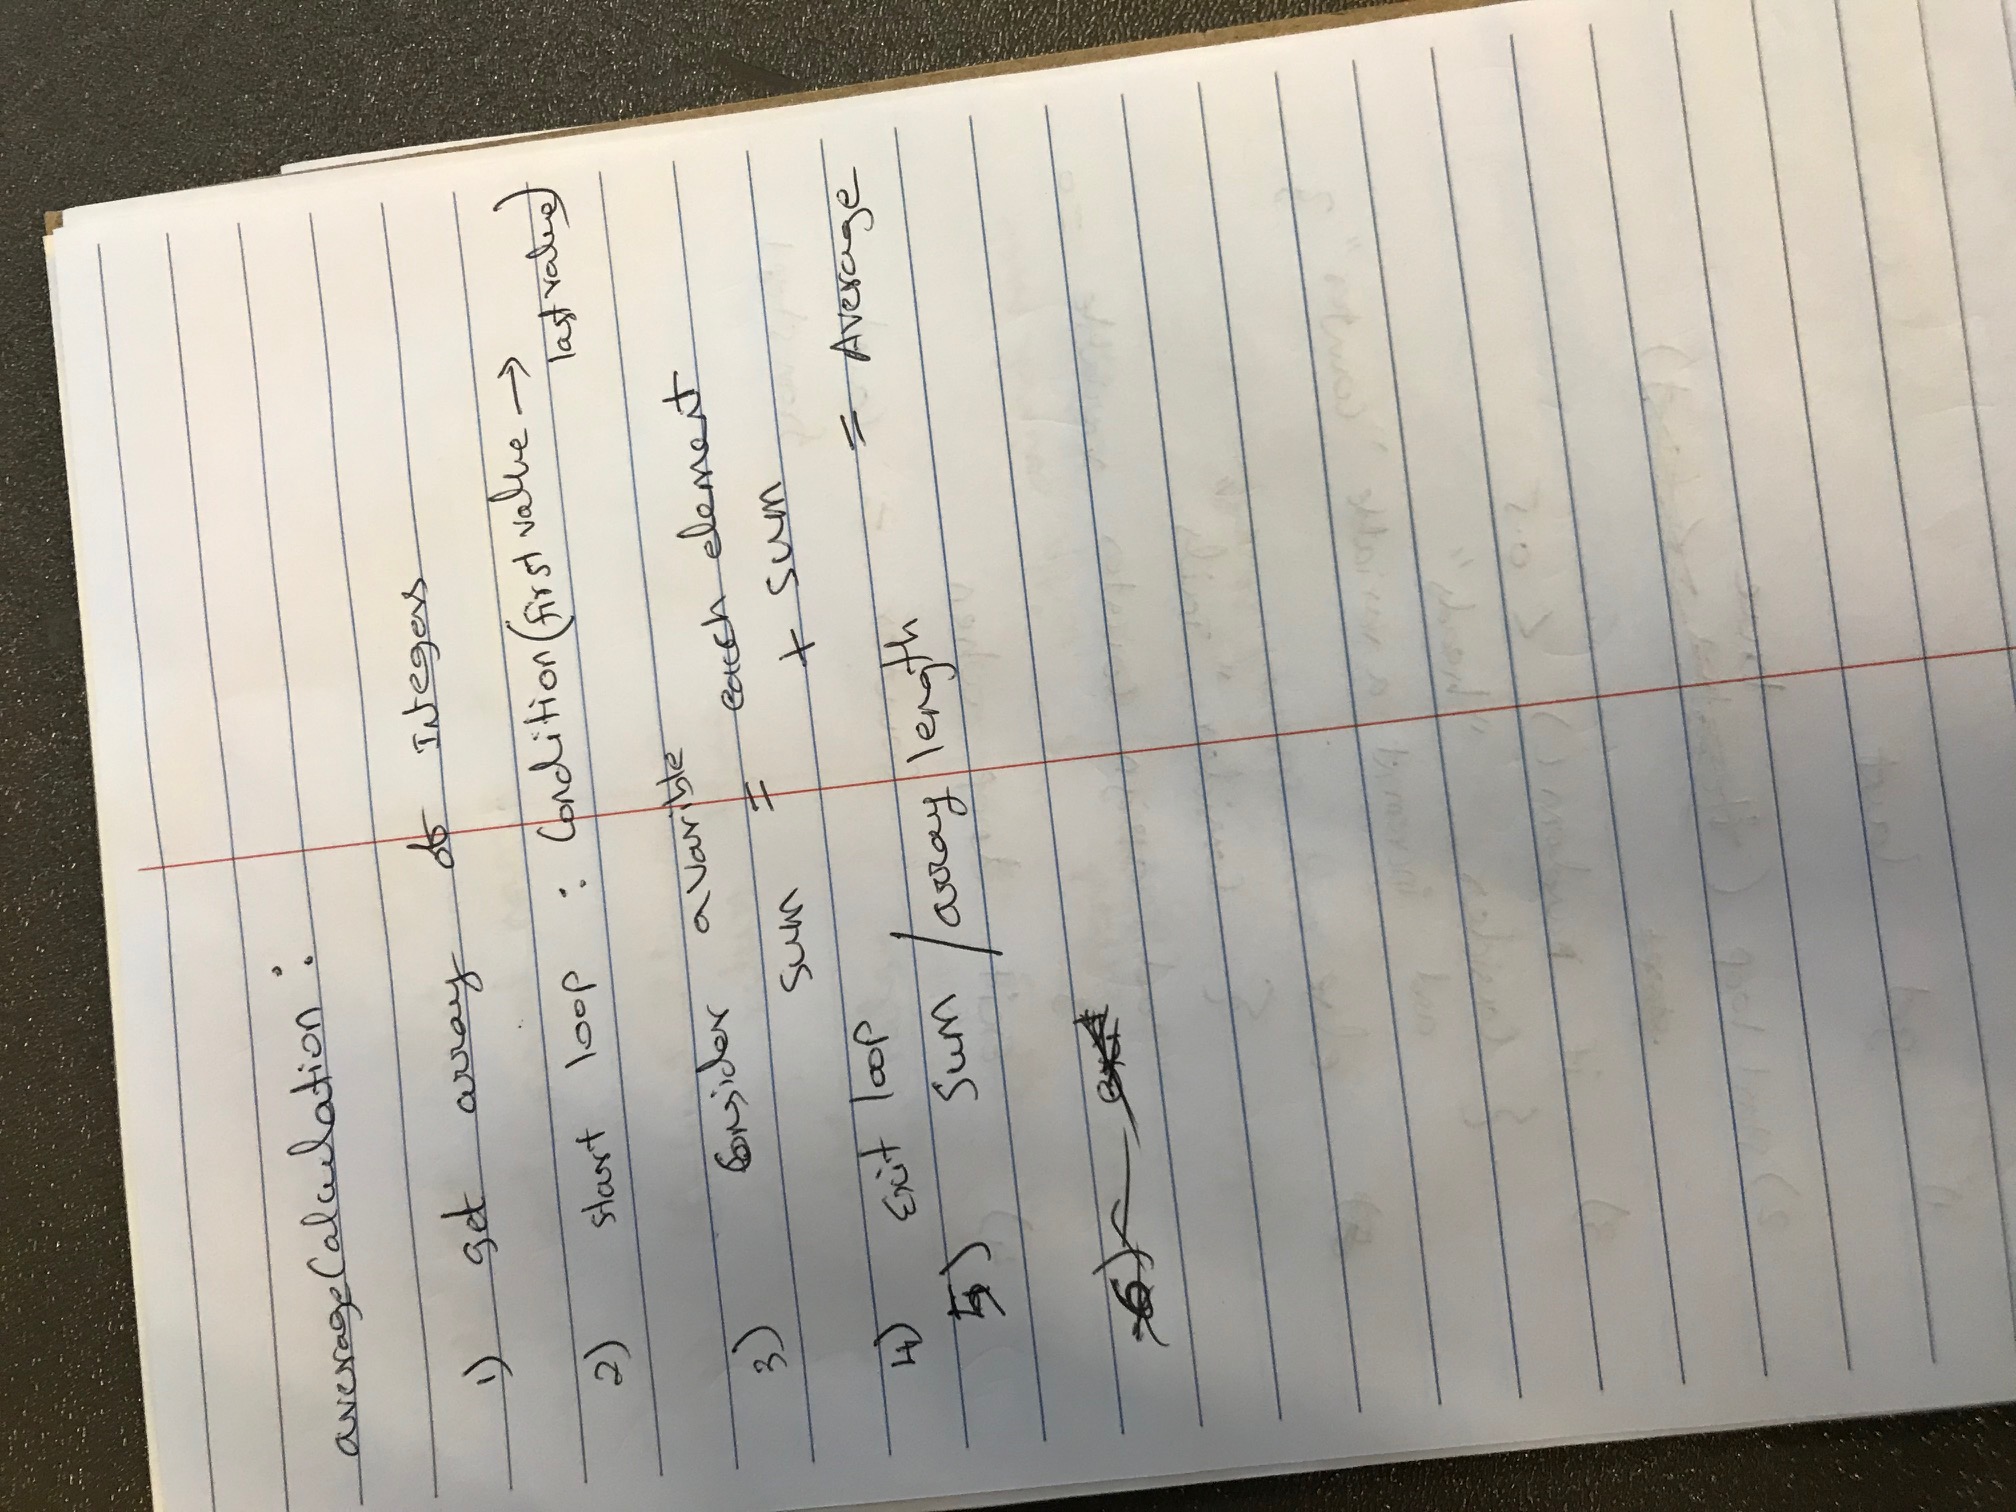 averageCalculation :
1) get array of Integers
2) start loop : Condition (first value →
last value)
3) Consider a varible
sum = each element
+ sum
4) Exit loop
5) Sum / array length = Average
6)